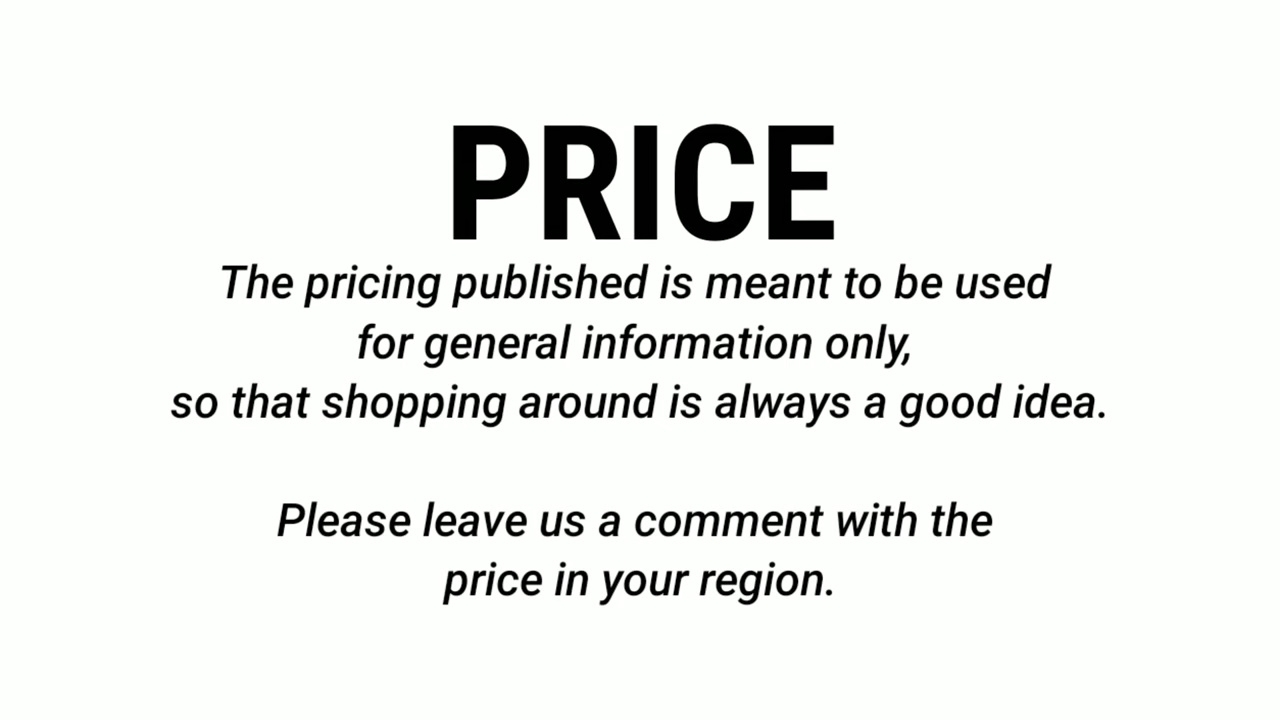 PRICE
The pricing published is meant to be used
for general information only,
so that shopping around is always a good idea.
Please leave us a comment with the
price in your region.